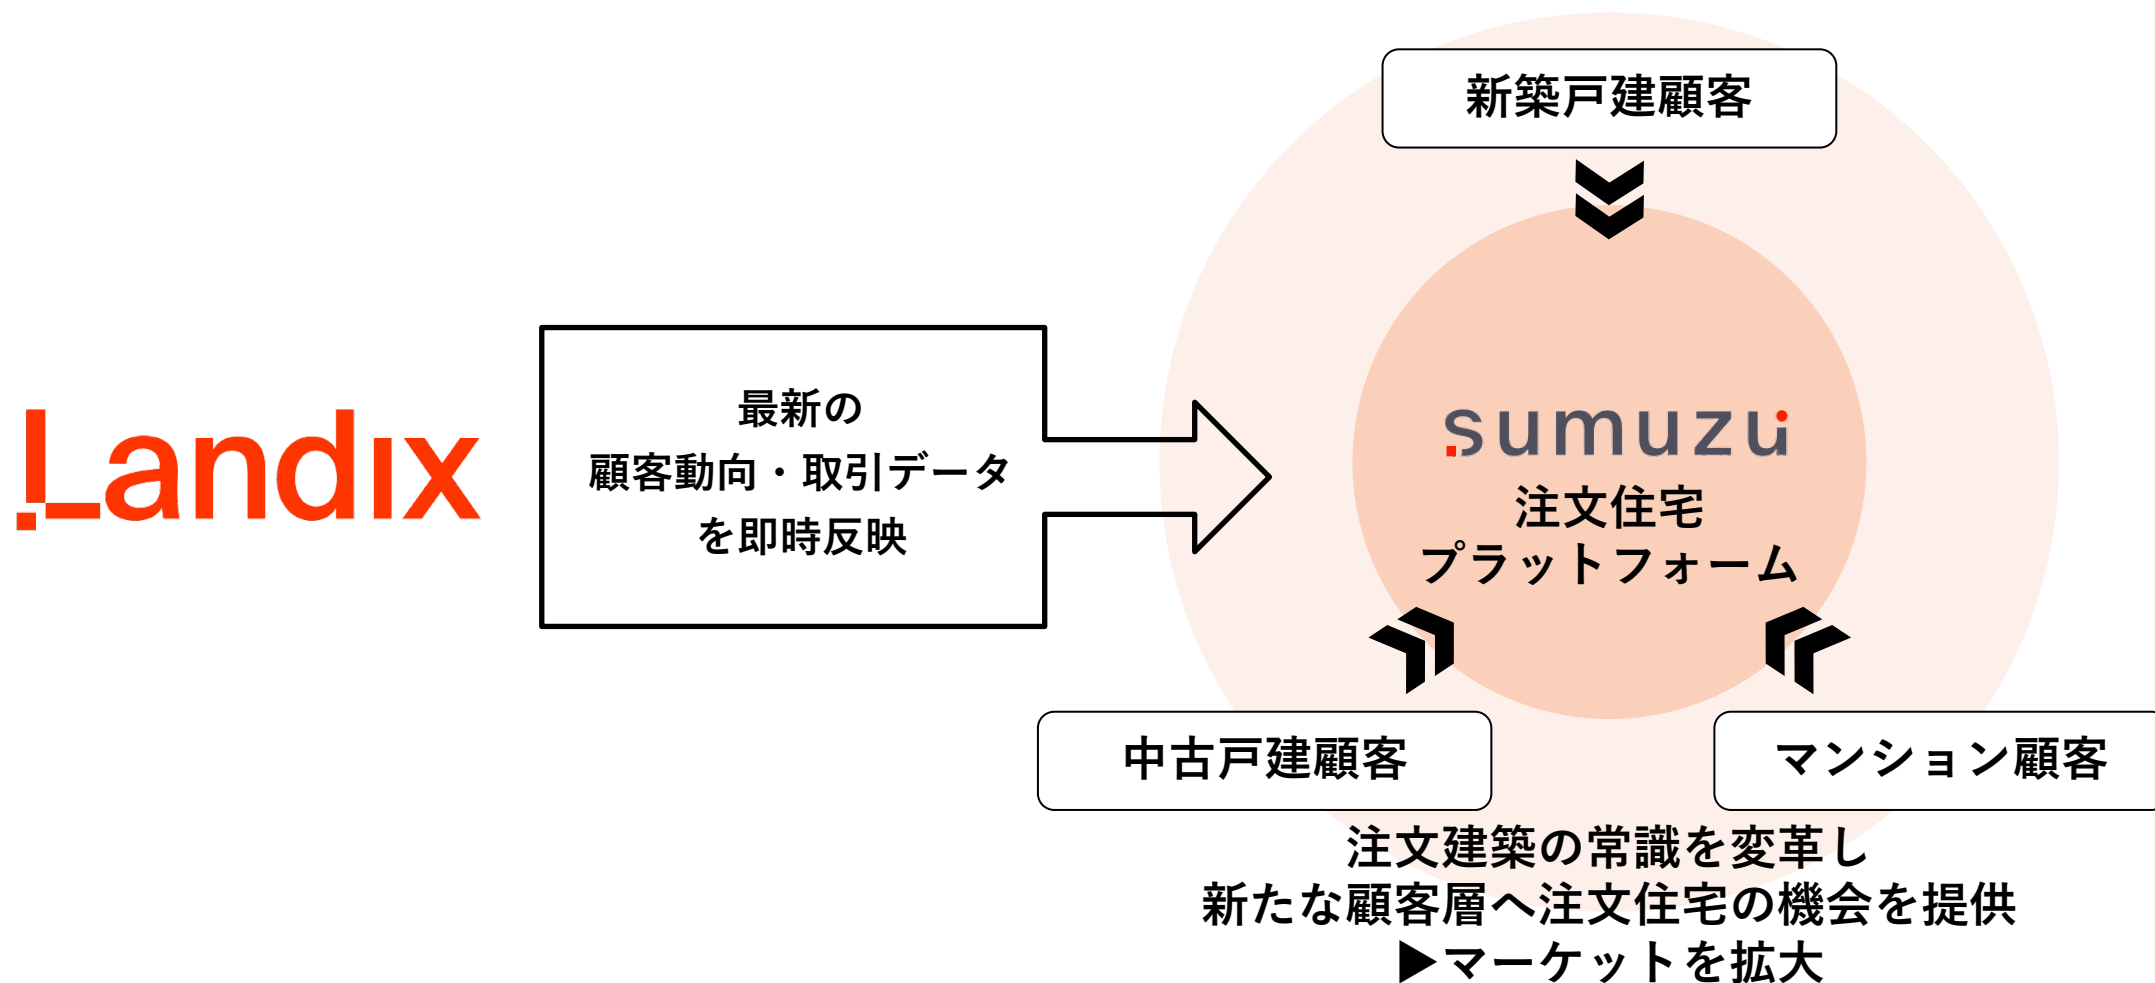 新築戸建顧客
Landix
最新の
顧客動向・取引データ
を即時反映
sumuzu
注文住宅
プラットフォーム
中古戸建顧客
マンション顧客
注文建築の常識を変革し
新たな顧客層へ注文住宅の機会を提供
▶マーケットを拡大